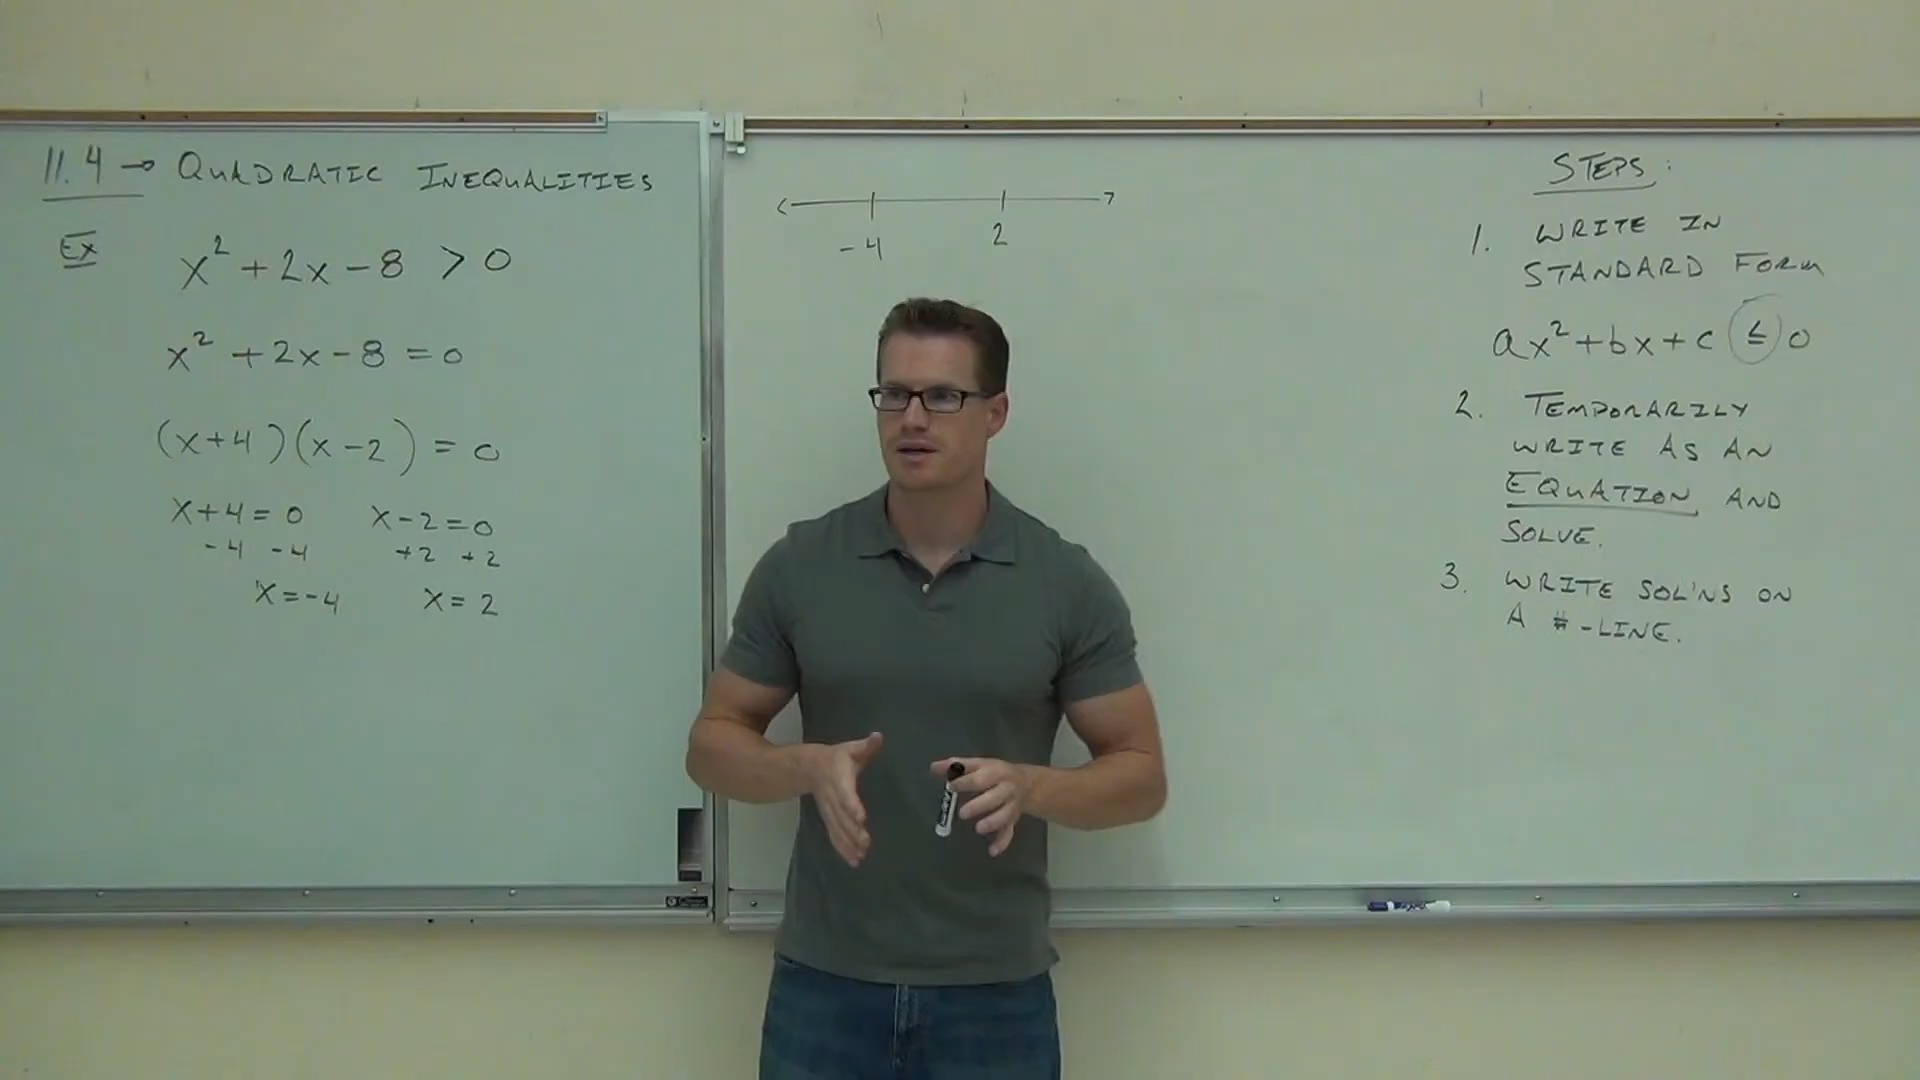 11.4 → QUADRATIC INEQUALITIES
Ex
x² + 2x - 8 > 0
x² + 2x - 8 = 0
(x+4)(x-2) = 0
x+4 = 0 x-2 = 0
-4 -4 +2 +2
x = -4 x = 2
-4 2
STEPS:
1. WRITE IN
STANDARD FORM
ax² + bx + c ≤ 0
2. TEMPORARILY
WRITE AS AN
EQUATION AND
SOLVE.
3. WRITE SOL'NS ON
A #-LINE.